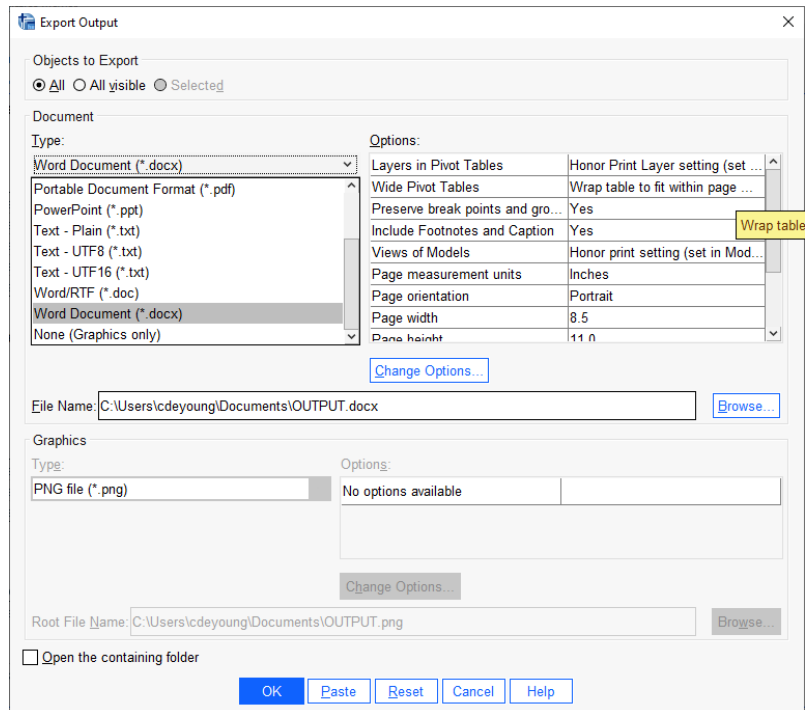 Export Output
Objects to Export
All All visible Selected
Document
Type: Options:
Word Document (*.docx)
Portable Document Format (*.pdf)
PowerPoint (*.ppt)
Text - Plain (*.txt)
Text - UTF8 (*.txt)
Text - UTF16 (*.txt)
Word/RTF (*.doc)
Word Document (*.docx)
None (Graphics only)
Layers in Pivot Tables Honor Print Layer setting (set ...
Wide Pivot Tables Wrap table to fit within page ...
Preserve break points and gro... Yes
Include Footnotes and Caption Yes
Wrap table
Views of Models Honor print setting (set in Mod...
Page measurement units Inches
Page orientation Portrait
Page width 8.5
Page height 11.0
Change Options...
File Name: C:\Users\cdeyoung\Documents\OUTPUT.docx Browse...
Graphics
Type: Options:
PNG file (*.png) No options available
Change Options...
Root File Name: C:\Users\cdeyoung\Documents\OUTPUT.png Browse...
Open the containing folder
OK Paste Reset Cancel Help